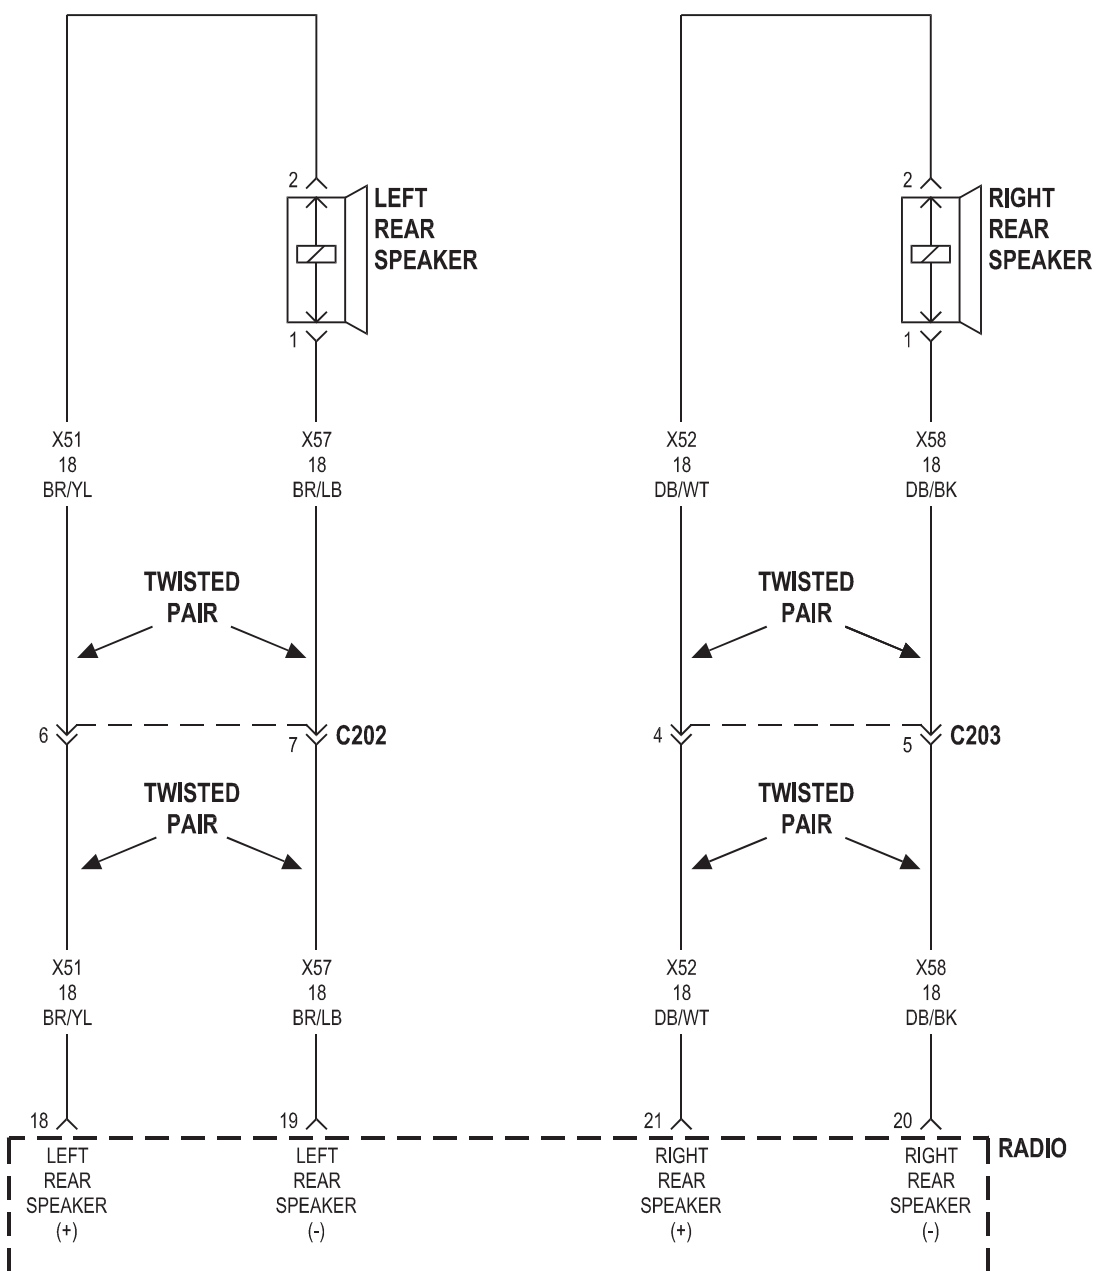 2
LEFT
REAR
SPEAKER
1
2
RIGHT
REAR
SPEAKER
1
X51
18
BR/YL
X57
18
BR/LB
X52
18
DB/WT
X58
18
DB/BK
TWISTED
PAIR
TWISTED
PAIR
6
7
C202
4
5
C203
TWISTED
PAIR
TWISTED
PAIR
X51
18
BR/YL
X57
18
BR/LB
X52
18
DB/WT
X58
18
DB/BK
18
19
21
20
RADIO
LEFT
REAR
SPEAKER
(+)
LEFT
REAR
SPEAKER
(-)
RIGHT
REAR
SPEAKER
(+)
RIGHT
REAR
SPEAKER
(-)